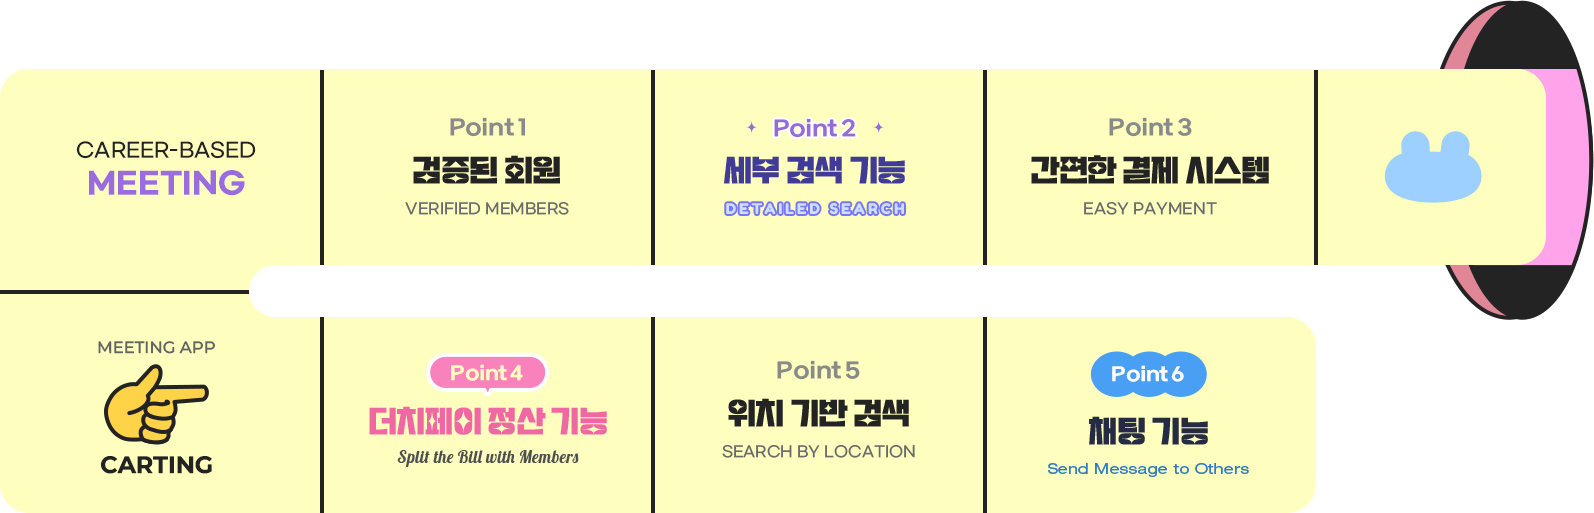 CAREER-BASED
MEETING
Point 1
검증된 회원
VERIFIED MEMBERS
Point 2
세부 검색 기능
DETAILED SEARCH
Point 3
간편한 결제 시스템
EASY PAYMENT
MEETING APP
CARTING
Point 4
더치페이 정산 기능
Split the Bill with Members
Point 5
위치 기반 검색
SEARCH BY LOCATION
Point 6
채팅 기능
Send Message to Others